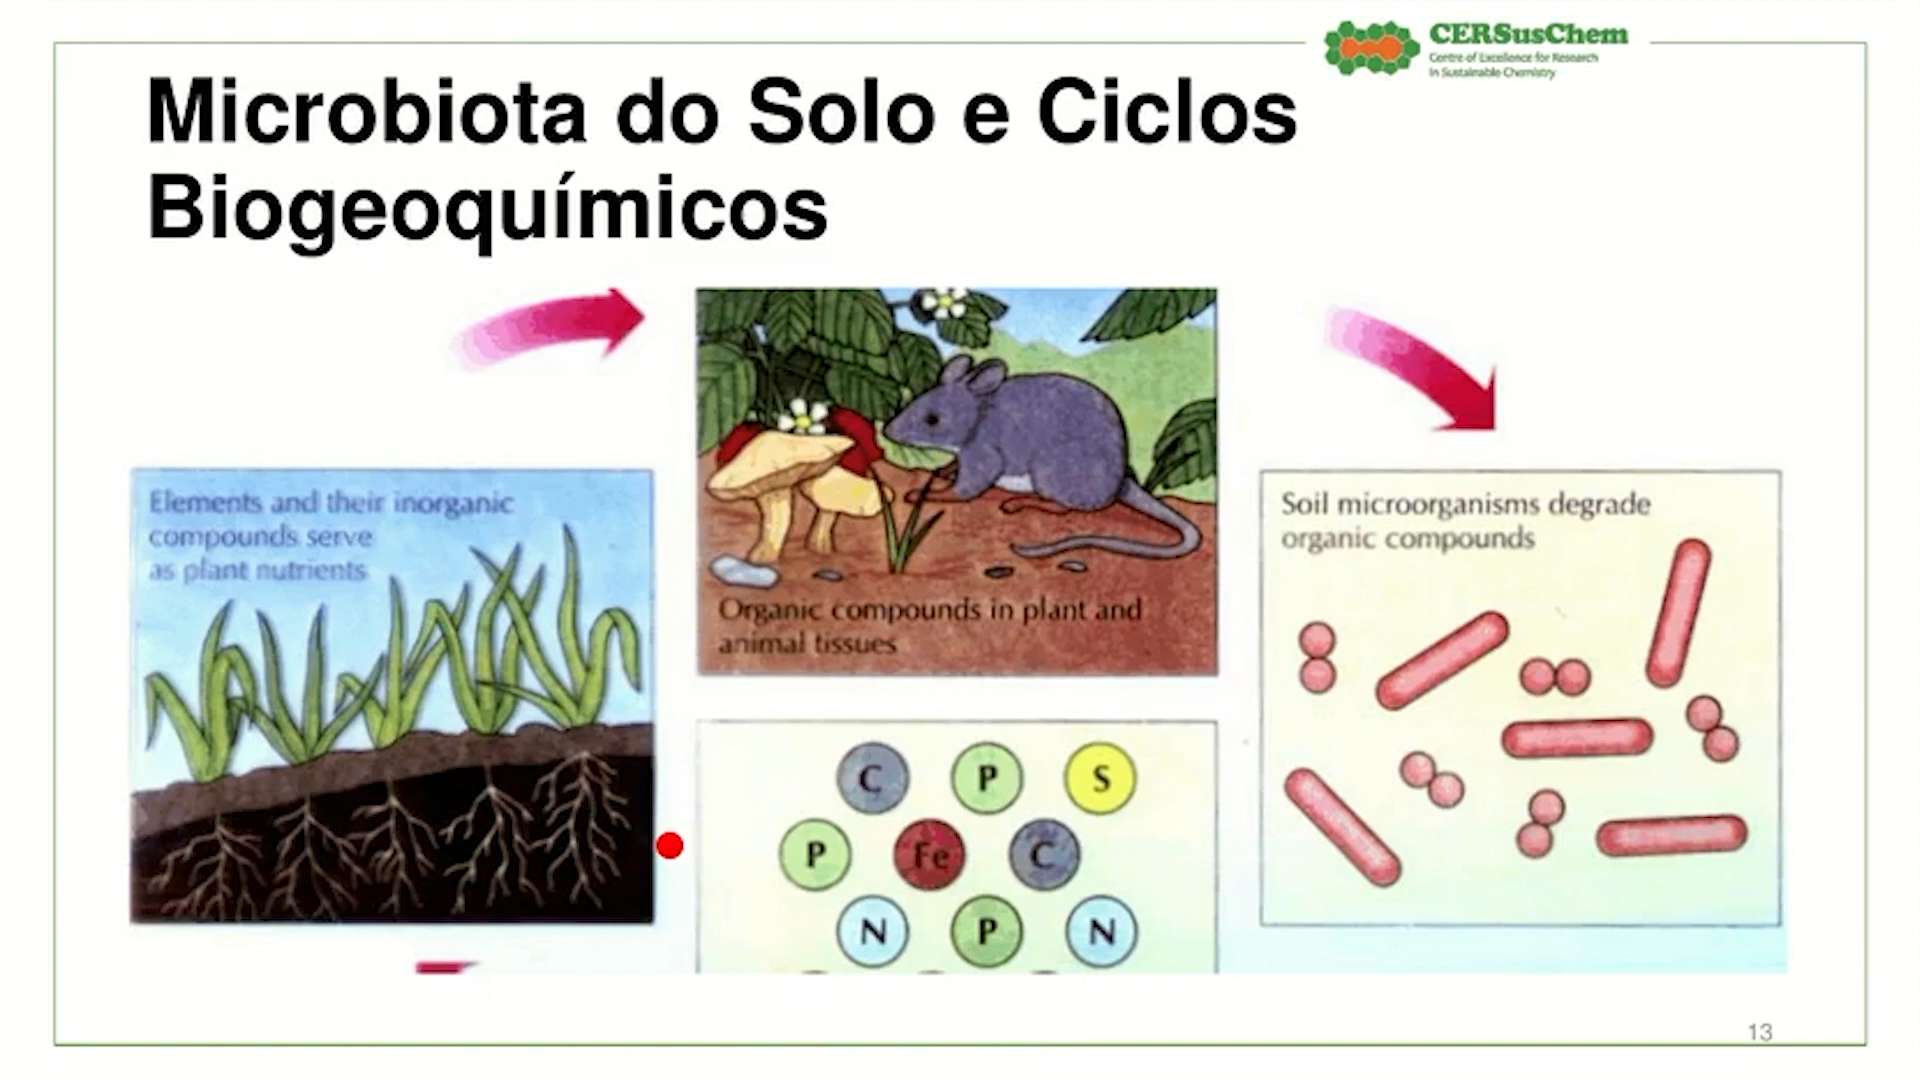 CERSusChem
Centre of Excellence for Research
in Sustainable Chemistry
Microbiota do Solo e Ciclos
Biogeoquímicos
Elements and their inorganic
compounds serve
as plant nutrients
Organic compounds in plant and
animal tissues
Soil microorganisms degrade
organic compounds
C P S
P Fe C
N P N
13